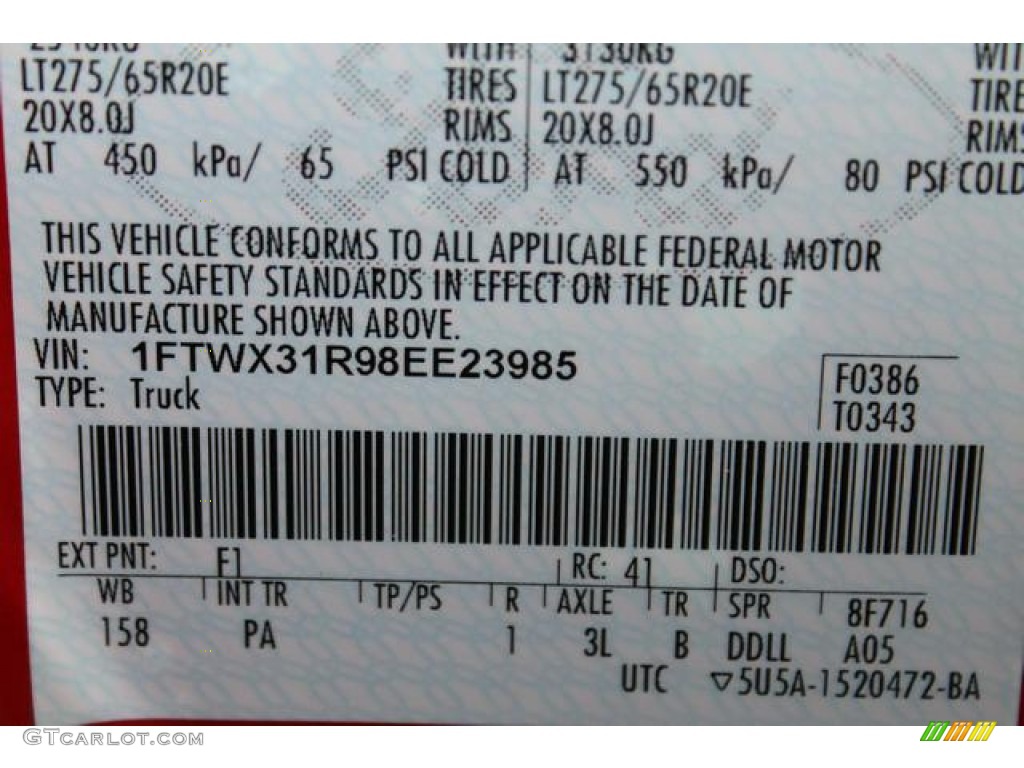 WITH 3130KG WIT
LT275/65R20E TIRES LT275/65R20E TIRE
20X8.0J RIMS 20X8.0J RIMS
AT 450 kPa/ 65 PSI COLD AT 550 kPa/ 80 PSI COLD
THIS VEHICLE CONFORMS TO ALL APPLICABLE FEDERAL MOTOR
VEHICLE SAFETY STANDARDS IN EFFECT ON THE DATE OF
MANUFACTURE SHOWN ABOVE.
VIN: 1FTWX31R98EE23985
TYPE: Truck
F0386
T0343
EXT PNT: F1 RC: 41 DSO:
WB INT TR TP/PS R AXLE TR SPR 8F716
158 PA 1 3L B DDLL A05
UTC ▽5U5A-1520472-BA
GTCARLOT.COM